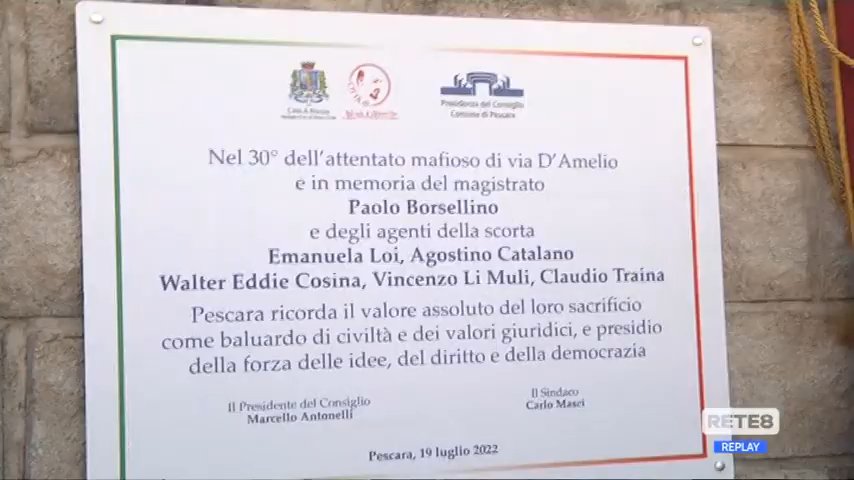 Presidenza del Consiglio
Comune di Pescara
Nel 30° dell'attentato mafioso di via D'Amelio
e in memoria del magistrato
Paolo Borsellino
e degli agenti della scorta
Emanuela Loi, Agostino Catalano
Walter Eddie Cosina, Vincenzo Li Muli, Claudio Traina
Pescara ricorda il valore assoluto del loro sacrificio
come baluardo di civiltà e dei valori giuridici, e presidio
della forza delle idee, del diritto e della democrazia
Il Presidente del Consiglio
Marcello Antonelli
Il Sindaco
Carlo Masci
Pescara, 19 luglio 2022
RETE8
REPLAY